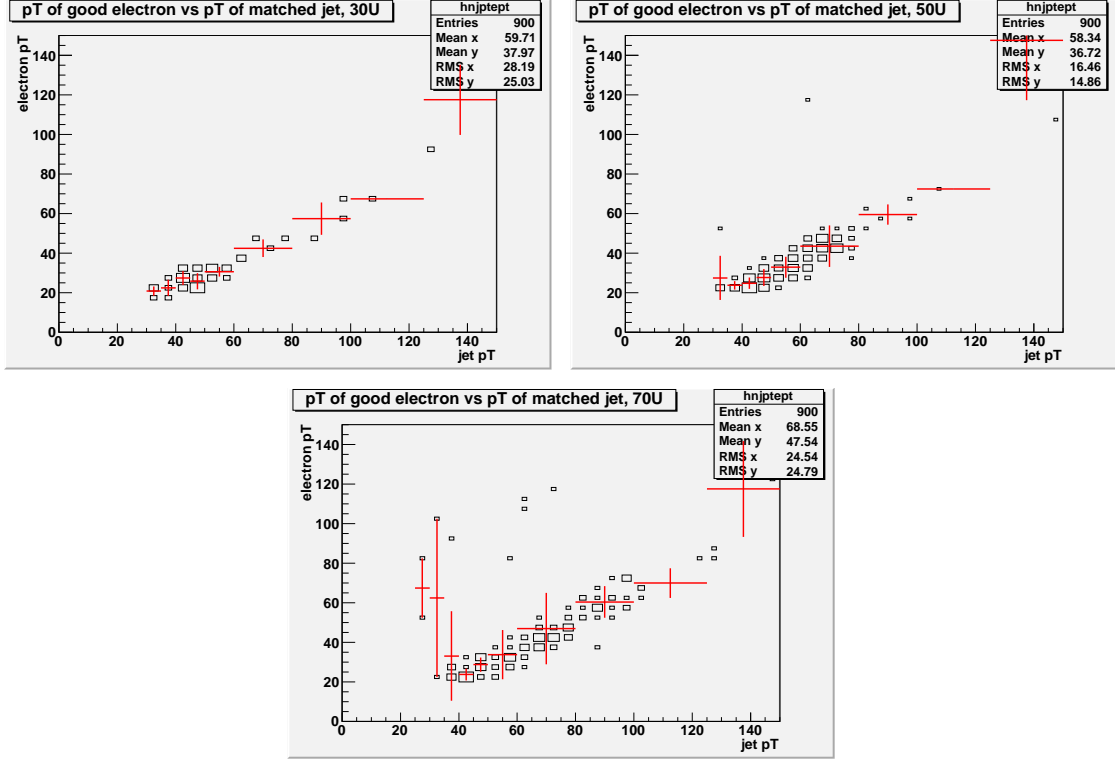 pT of good electron vs pT of matched jet, 30U
hnjptept
Entries 900
Mean x 59.71
Mean y 37.97
RMS x 28.19
RMS y 25.03
electron pT
140
120
100
80
60
40
20
0
0 20 40 60 80 100 120 140
jet pT
pT of good electron vs pT of matched jet, 50U
hnjptept
Entries 900
Mean x 58.34
Mean y 36.72
RMS x 16.46
RMS y 14.86
electron pT
140
120
100
80
60
40
20
0
0 20 40 60 80 100 120 140
jet pT
pT of good electron vs pT of matched jet, 70U
hnjptept
Entries 900
Mean x 68.55
Mean y 47.54
RMS x 24.54
RMS y 24.79
electron pT
140
120
100
80
60
40
20
0
0 20 40 60 80 100 120 140
jet pT